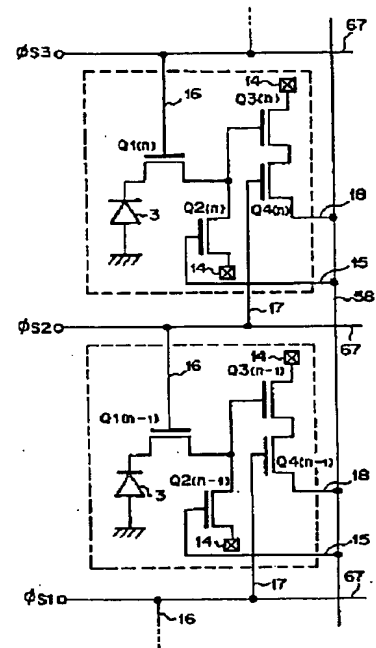 ΦS3
67
16
14
Q3(n)
Q1(n)
Q4(n)
Q2(n)
3
18
14
15
58
17
ΦS2
67
16
14
Q3(n-1)
Q1(n-1)
Q4(n-1)
Q2(n-1)
3
18
14
15
17
ΦS1
67
16